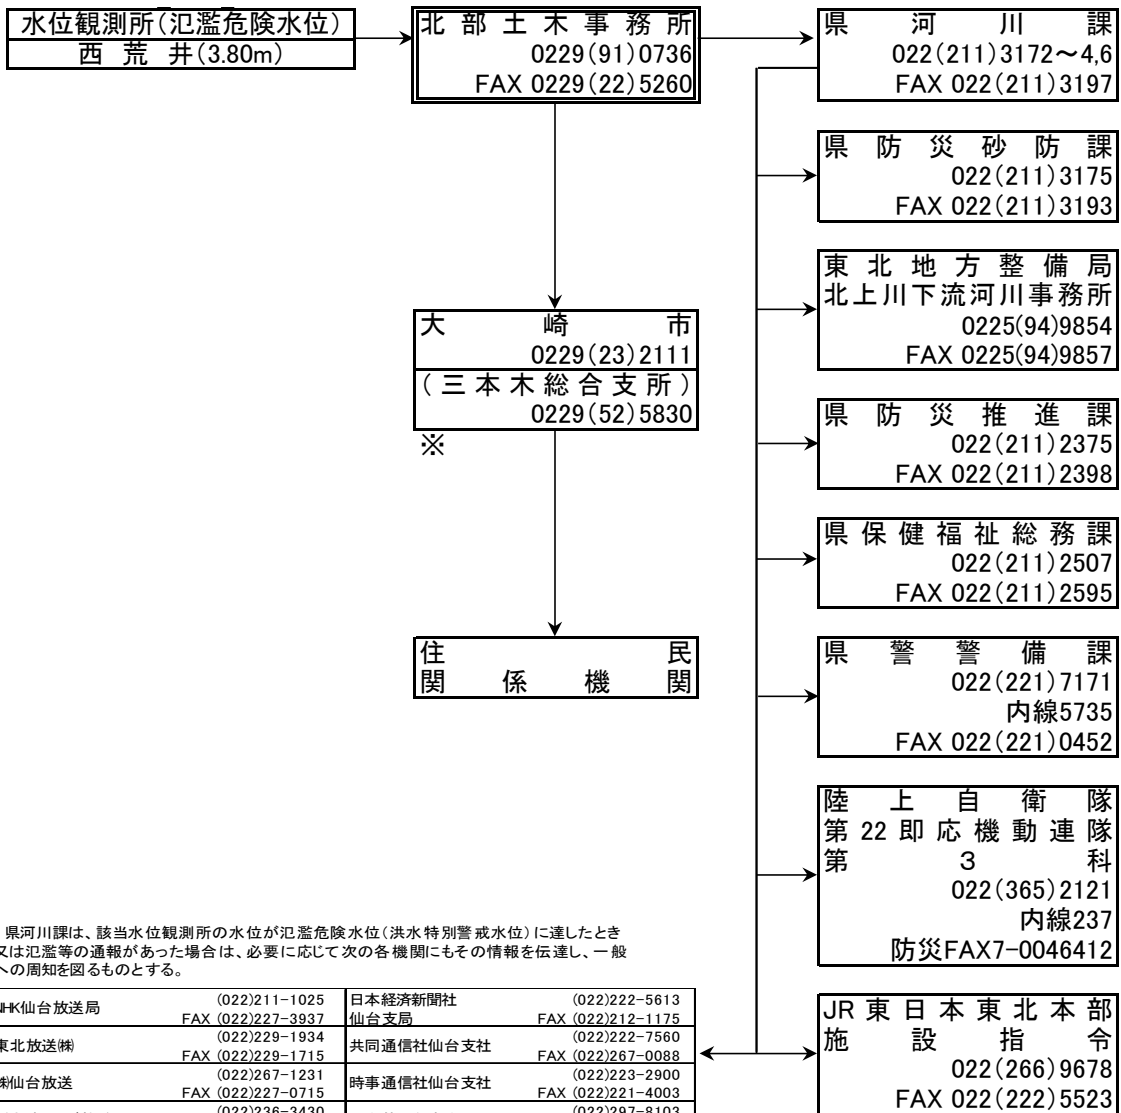 水位観測所(氾濫危険水位)
西荒井(3.80m)
北部土木事務所
0229(91)0736
FAX 0229(22)5260
県河川課
022(211)3172～4,6
FAX 022(211)3197
県防災砂防課
022(211)3175
FAX 022(211)3193
東北地方整備局
北上川下流河川事務所
0225(94)9854
FAX 0225(94)9857
大崎市
0229(23)2111
(三本木総合支所)
0229(52)5830
※
県防災推進課
022(211)2375
FAX 022(211)2398
県保健福祉総務課
022(211)2507
FAX 022(211)2595
住民
関係機関
県警警備課
022(221)7171
内線5735
FAX 022(221)0452
陸上自衛隊
第22即応機動連隊
第3科
022(365)2121
内線237
防災FAX7-0046412
JR東日本東北本部
施設指令
022(266)9678
FAX 022(222)5523
県河川課は、該当水位観測所の水位が氾濫危険水位(洪水特別警戒水位)に達したとき
又は氾濫等の通報があった場合は、必要に応じて次の各機関にもその情報を伝達し、一般
への周知を図るものとする。
NHK仙台放送局
(022)211-1025
FAX (022)227-3937
日本経済新聞社
仙台支局
(022)222-5613
FAX (022)212-1175
東北放送㈱
(022)229-1934
FAX (022)229-1715
共同通信社仙台支社
(022)222-7560
FAX (022)267-0088
㈱仙台放送
(022)267-1231
FAX (022)227-0715
時事通信社仙台支社
(022)223-2900
FAX (022)221-4003
(022)236-3430
(022)297-8103